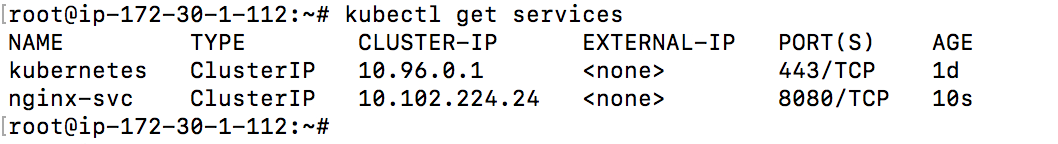 [root@ip-172-30-1-112:~# kubectl get services
NAME TYPE CLUSTER-IP EXTERNAL-IP PORT(S) AGE
kubernetes ClusterIP 10.96.0.1 <none> 443/TCP 1d
nginx-svc ClusterIP 10.102.224.24 <none> 8080/TCP 10s
[root@ip-172-30-1-112:~#